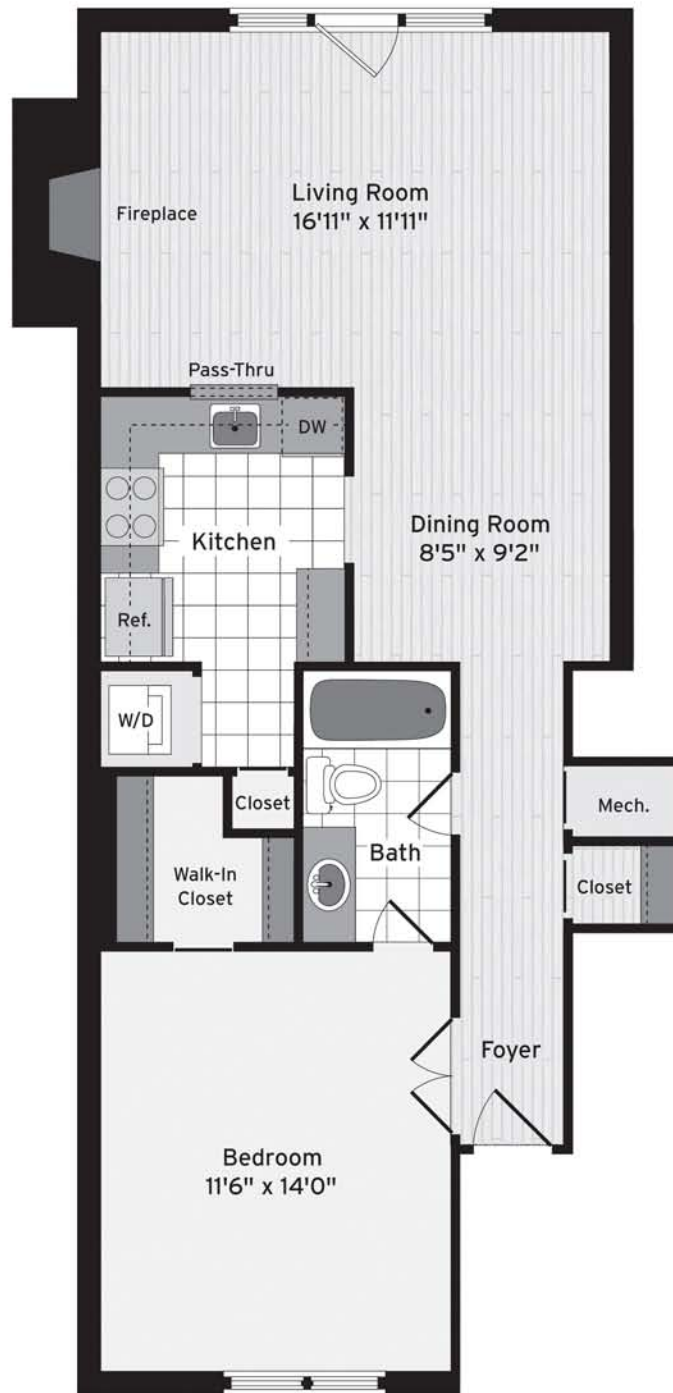 Living Room
16'11" x 11'11"
Fireplace
Pass-Thru
DW
Dining Room
8'5" x 9'2"
Kitchen
Ref.
W/D
Closet
Mech.
Bath
Walk-In
Closet
Closet
Foyer
Bedroom
11'6" x 14'0"